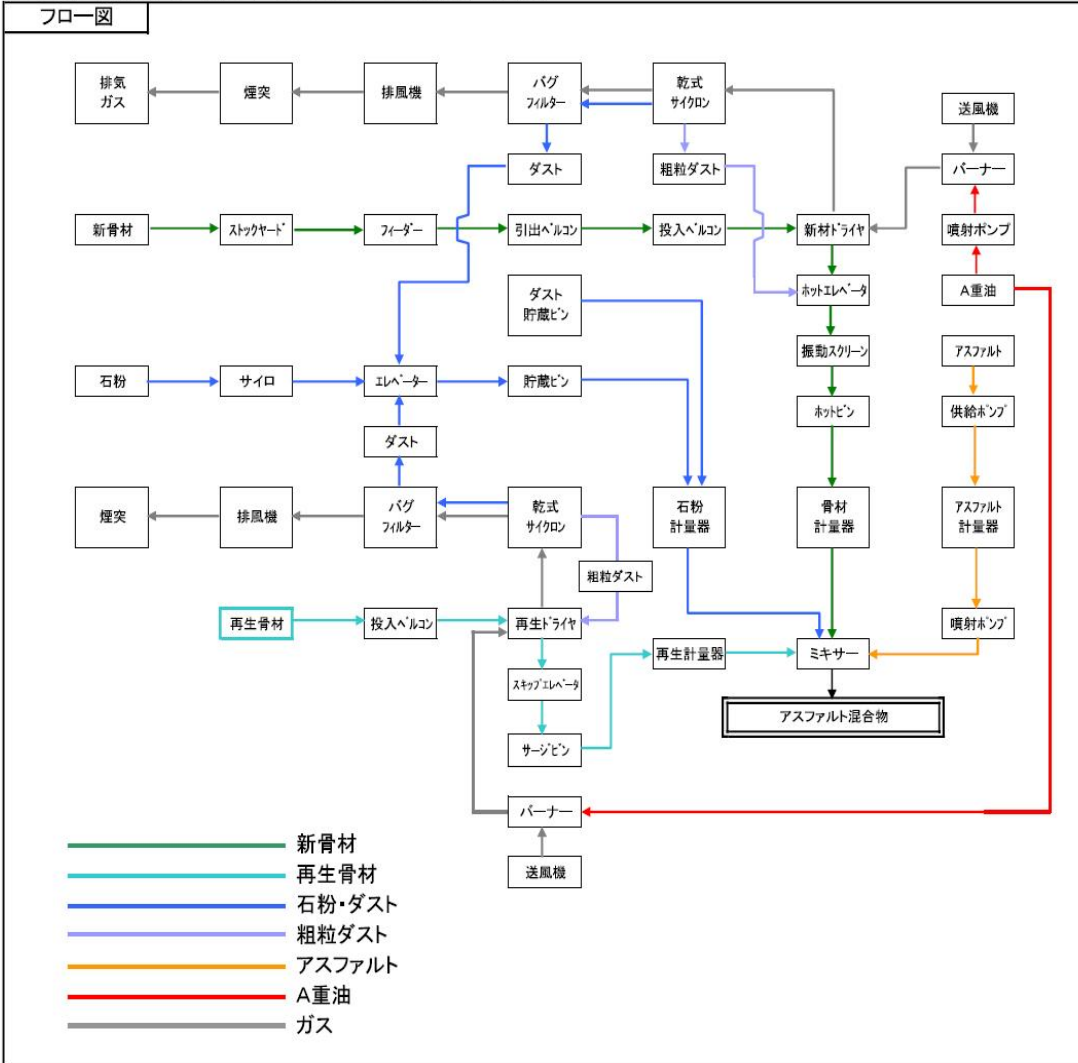 フロー図
排気
ガス
煙突
排風機
バグ
フィルター
乾式
サイクロン
送風機
ダスト
粗粒ダスト
バーナー
新骨材
ストックヤード
フィーダー
引出ベルコン
投入ベルコン
新材ドライヤ
噴射ポンプ
ダスト
貯蔵ビン
ホットエレベータ
A重油
振動スクリーン
アスファルト
石粉
サイロ
エレベーター
貯蔵ビン
ホットビン
供給ポンプ
ダスト
煙突
排風機
バグ
フィルター
乾式
サイクロン
石粉
計量器
骨材
計量器
アスファルト
計量器
粗粒ダスト
再生骨材
投入ベルコン
再生ドライヤ
噴射ポンプ
再生計量器
ミキサー
スキップエレベータ
アスファルト混合物
サージビン
バーナー
送風機
新骨材
再生骨材
石粉・ダスト
粗粒ダスト
アスファルト
A重油
ガス